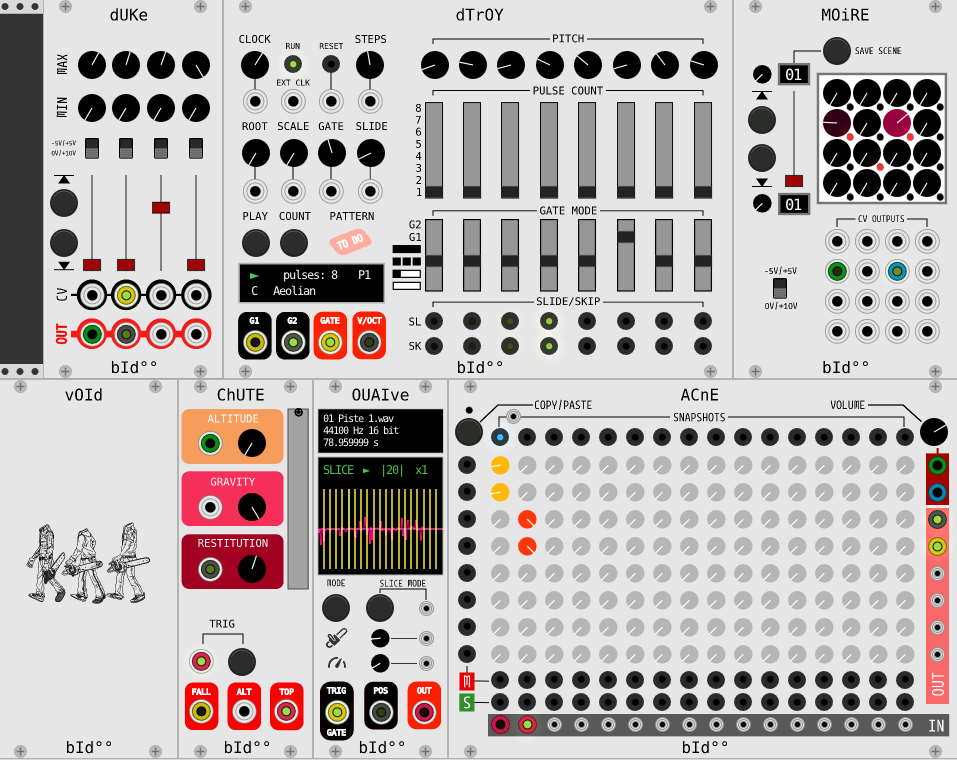 dUKe
MAX
MIN
-5V/+5V
0V/+10V
CV
OUT
bId°°
dTrOY
CLOCK
RUN
RESET
STEPS
EXT CLK
ROOT
SCALE
GATE
SLIDE
PLAY
COUNT
PATTERN
TO DO
► pulses: 8 P1
C Aeolian
G1
G2
GATE
V/OCT
PITCH
PULSE COUNT
8
7
6
5
4
3
2
1
GATE MODE
G2
G1
SLIDE/SKIP
SL
SK
bId°°
MOiRE
SAVE SCENE
01
01
CV OUTPUTS
-5V/+5V
0V/+10V
bId°°
vOId
bId°°
ChUTE
ALTITUDE
GRAVITY
RESTITUTION
TRIG
FALL
ALT
TOP
bId°°
OUAIve
01 Piste 1.wav
44100 Hz 16 bit
78.959999 s
SLICE ► |20| x1
MODE
SLICE MODE
TRIG
GATE
POS
OUT
bId°°
ACnE
COPY/PASTE
SNAPSHOTS
VOLUME
M
S
OUT
IN
bId°°